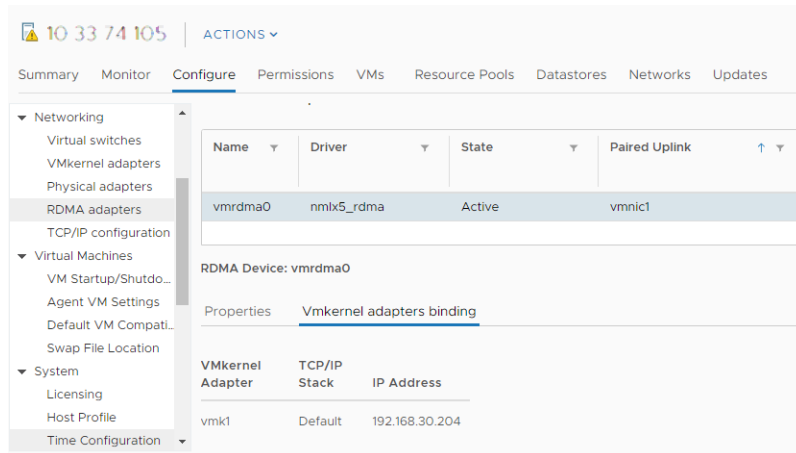 10 33 74 105 ACTIONS
Summary Monitor Configure Permissions VMs Resource Pools Datastores Networks Updates
Networking
Virtual switches
VMkernel adapters
Physical adapters
RDMA adapters
TCP/IP configuration
Virtual Machines
VM Startup/Shutdo...
Agent VM Settings
Default VM Compati...
Swap File Location
System
Licensing
Host Profile
Time Configuration
Name Driver State Paired Uplink
vmrdma0 nmlx5_rdma Active vmnic1
RDMA Device: vmrdma0
Properties Vmkernel adapters binding
VMkernel Adapter TCP/IP Stack IP Address
vmk1 Default 192.168.30.204